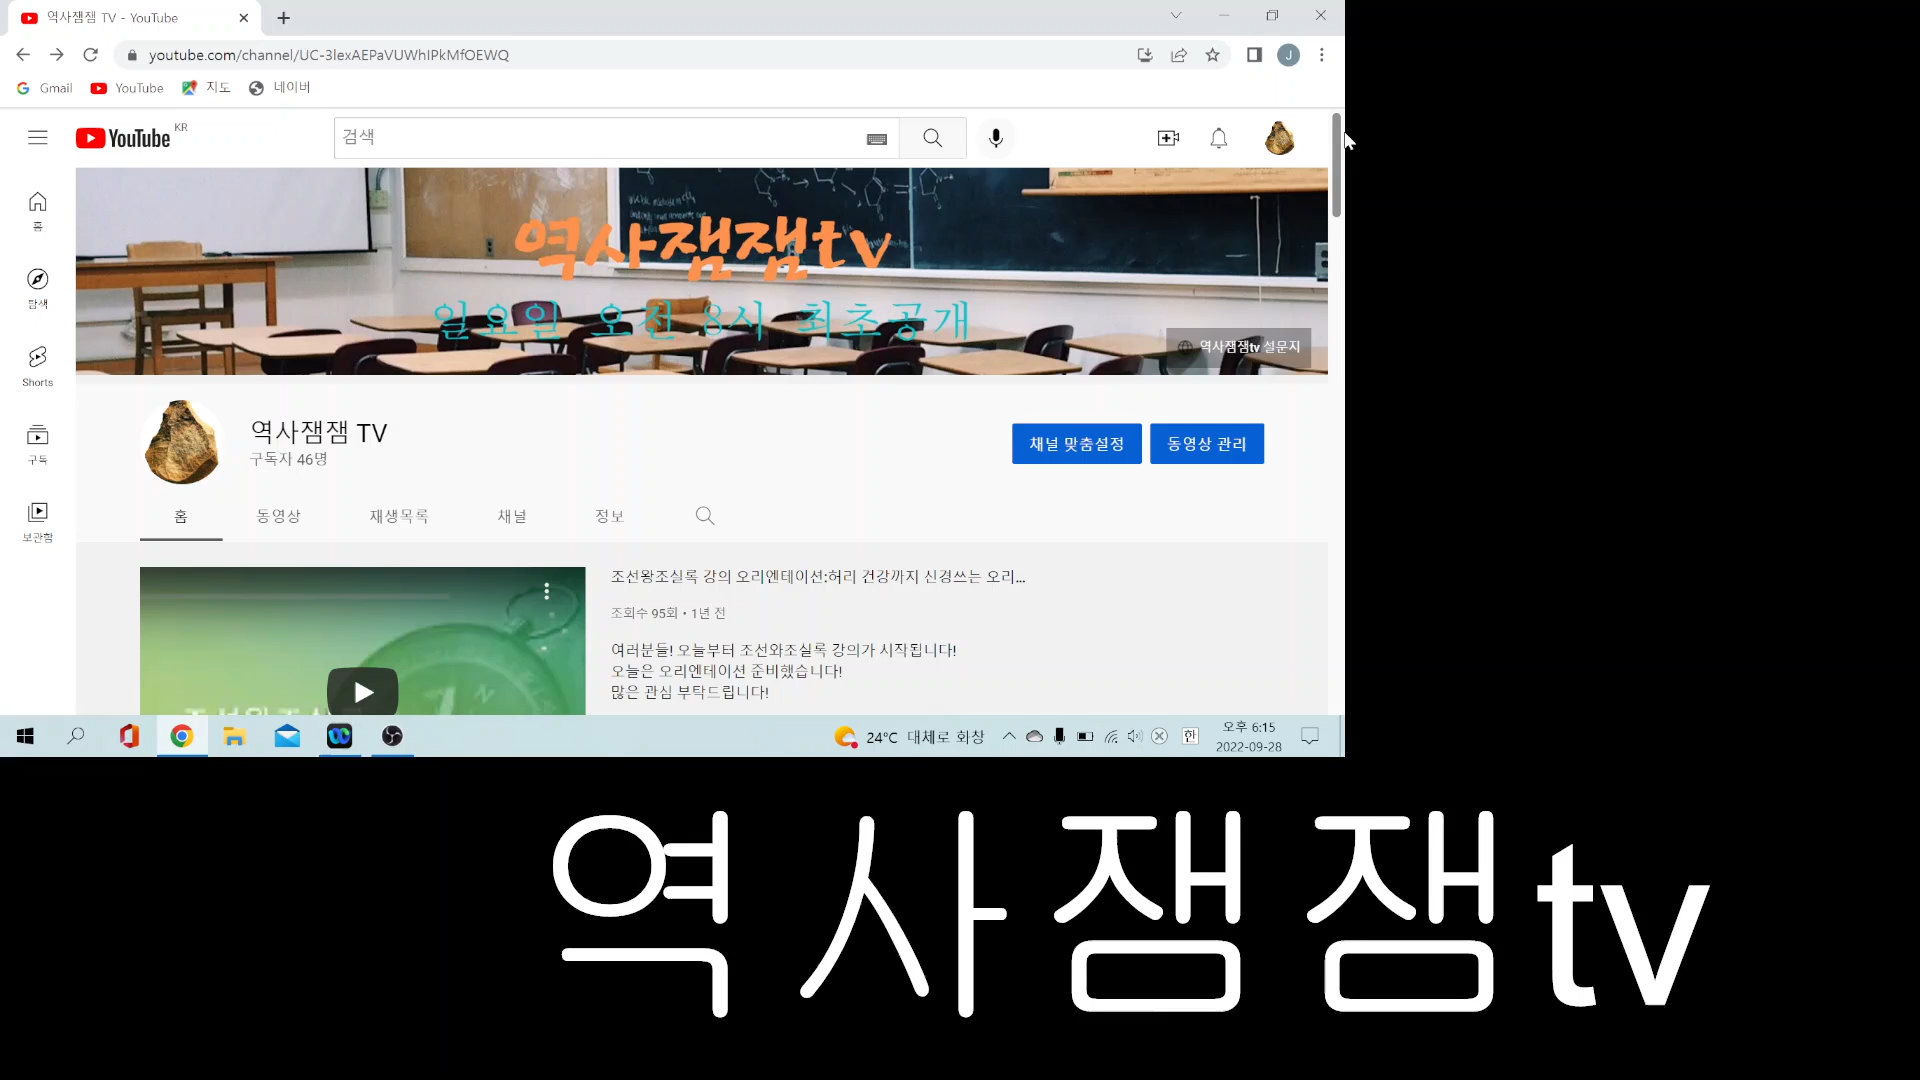 역사잼잼 TV - YouTube
youtube.com/channel/UC-3lexAEPaVUWhIPkMfOEWQ
J
Gmail
YouTube
지도
네이버
YouTube KR
검색
홈
탐색
Shorts
구독
보관함
역사잼잼tv
일요일 오전 8시 최초공개
역사잼잼tv 설문지
역사잼잼 TV
구독자 46명
채널 맞춤설정
동영상 관리
홈
동영상
재생목록
채널
정보
조선왕조실록 강의 오리엔테이션:허리 건강까지 신경쓰는 오리...
조회수 95회 • 1년 전
여러분들! 오늘부터 조선와조실록 강의가 시작됩니다!
오늘은 오리엔테이션 준비했습니다!
많은 관심 부탁드립니다!
24°C 대체로 화창
한
오후 6:15
2022-09-28
역사잼잼tv